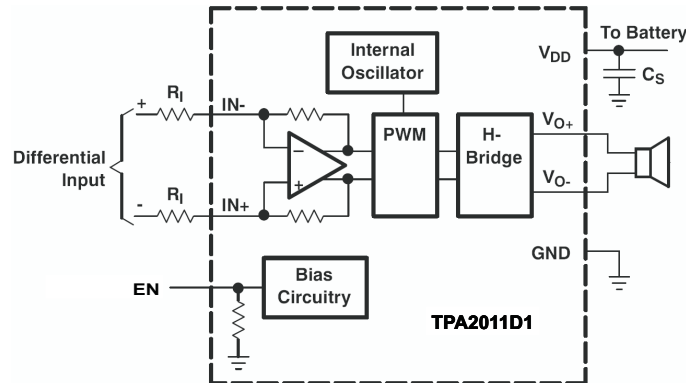 Internal
Oscillator
To Battery
VDD
CS
RI
IN-
+
PWM
H-
Bridge
VO+
−
Differential
Input
+
VO-
RI
-
IN+
GND
EN
Bias
Circuitry
TPA2011D1